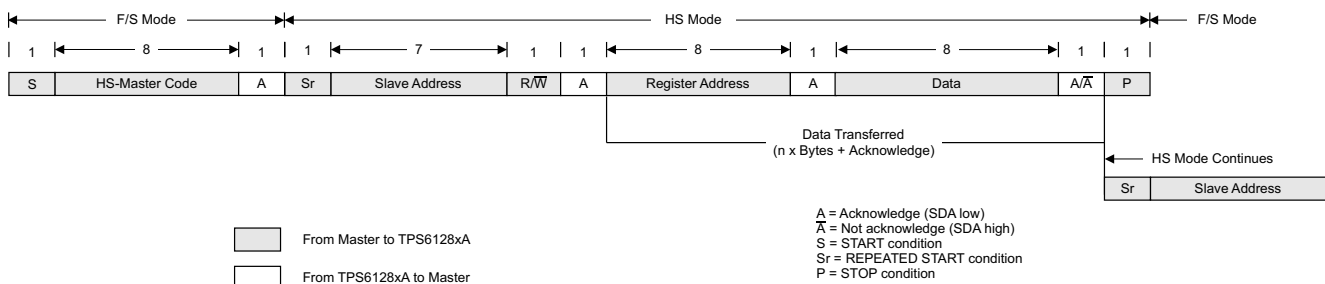 F/S Mode HS Mode F/S Mode
1 8 1 1 7 1 1 8 1 8 1 1
S HS-Master Code A Sr Slave Address R/W̅ A Register Address A Data A/A̅ P
Data Transferred
(n x Bytes + Acknowledge)
HS Mode Continues
Sr Slave Address
From Master to TPS6128xA
From TPS6128xA to Master
A = Acknowledge (SDA low)
A̅ = Not acknowledge (SDA high)
S = START condition
Sr = REPEATED START condition
P = STOP condition